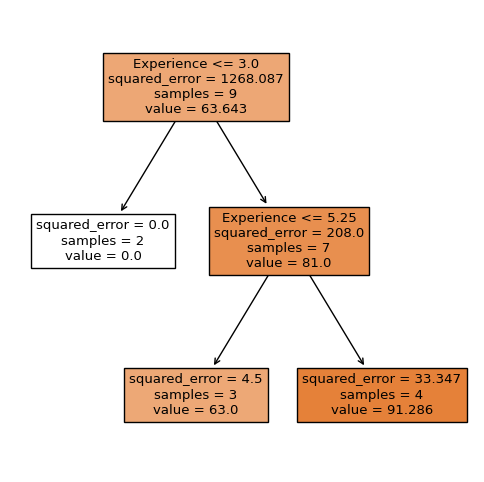 Experience <= 3.0
squared_error = 1268.087
samples = 9
value = 63.643
squared_error = 0.0
samples = 2
value = 0.0
Experience <= 5.25
squared_error = 208.0
samples = 7
value = 81.0
squared_error = 4.5
samples = 3
value = 63.0
squared_error = 33.347
samples = 4
value = 91.286